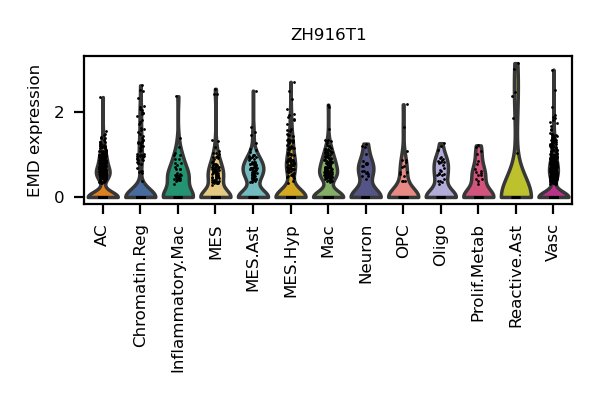 ZH916T1
EMD expression
2
0
AC
Chromatin.Reg
Inflammatory.Mac
MES
MES.Ast
MES.Hyp
Mac
Neuron
OPC
Oligo
Prolif.Metab
Reactive.Ast
Vasc